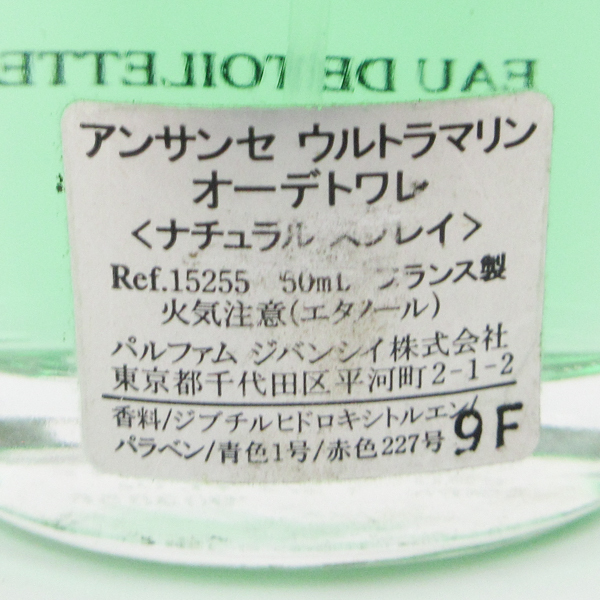 EAU DE TOILETTE
アンサンセ ウルトラマリン
オーデトワレ
<ナチュラル スプレイ>
Ref.15255 50mL フランス製
火気注意(エタノール)
パルファム ジバンシイ株式会社
東京都千代田区平河町2-1-2
香料/ジブチルヒドロキシトルエン/
パラベン/青色1号/赤色227号
9F